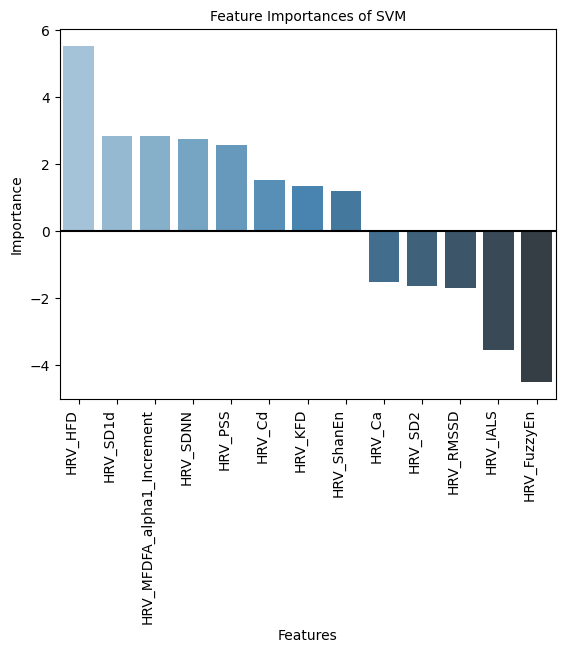 Feature Importances of SVM
6
4
2
0
−2
−4
Importance
HRV_HFD
HRV_SD1d
HRV_MFDFA_alpha1_Increment
HRV_SDNN
HRV_PSS
HRV_Cd
HRV_KFD
HRV_ShanEn
HRV_Ca
HRV_SD2
HRV_RMSSD
HRV_IALS
HRV_FuzzyEn
Features